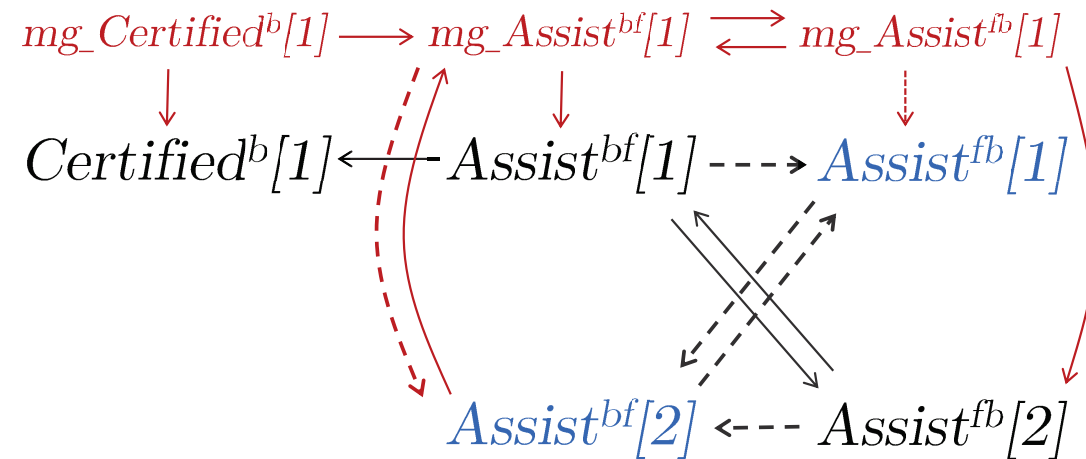 mg_Certified^b[1] mg_Assist^bf[1] mg_Assist^fb[1]
Certified^b[1] Assist^bf[1] Assist^fb[1]
Assist^bf[2] Assist^fb[2]